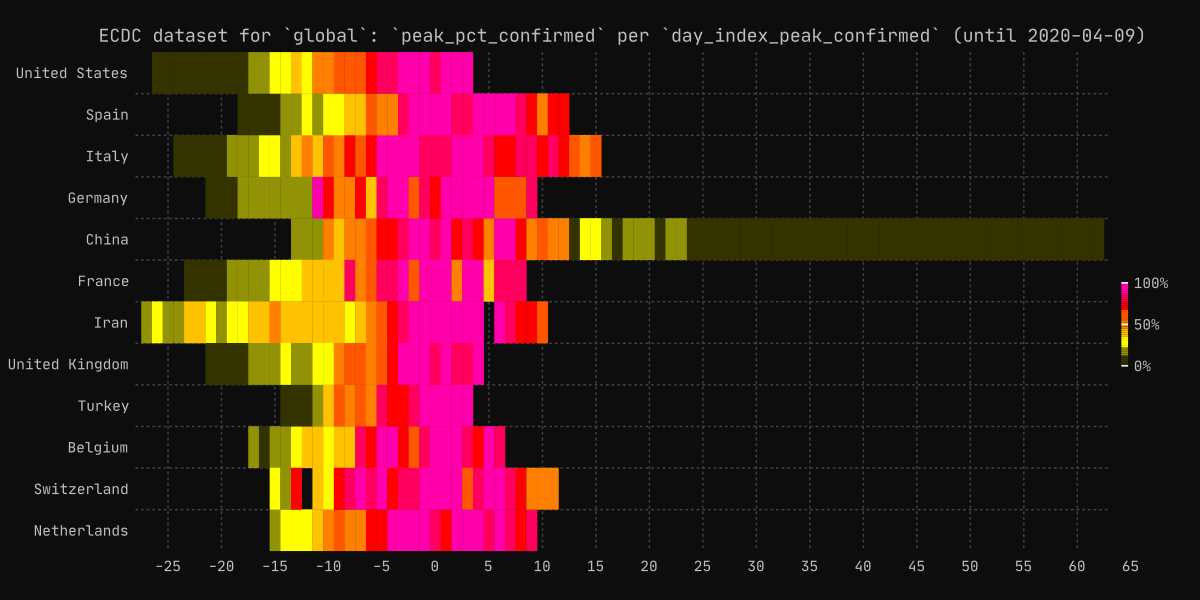 ECDC dataset for `global`: `peak_pct_confirmed` per `day_index_peak_confirmed` (until 2020-04-09)
United States
Spain
Italy
Germany
China
France
Iran
United Kingdom
Turkey
Belgium
Switzerland
Netherlands
100%
50%
0%
-25 -20 -15 -10 -5 0 5 10 15 20 25 30 35 40 45 50 55 60 65